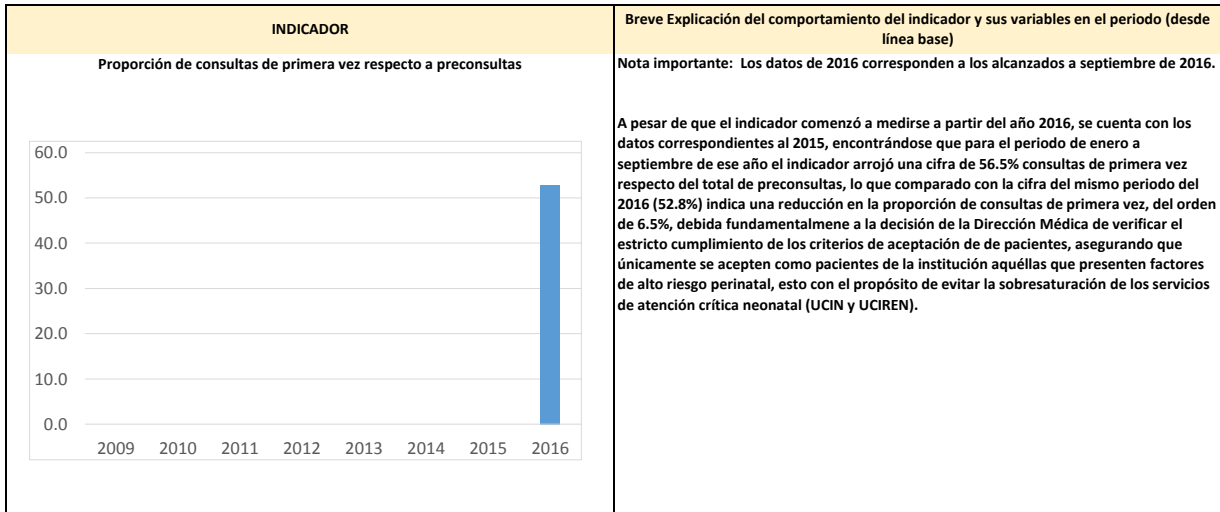 INDICADOR
Breve Explicación del comportamiento del indicador y sus variables en el periodo (desde
línea base)
Proporción de consultas de primera vez respecto a preconsultas
Nota importante:  Los datos de 2016 corresponden a los alcanzados a septiembre de 2016.
A pesar de que el indicador comenzó a medirse a partir del año 2016, se cuenta con los
datos correspondientes al 2015, encontrándose que para el periodo de enero a
septiembre de ese año el indicador arrojó una cifra de 56.5% consultas de primera vez
respecto del total de preconsultas, lo que comparado con la cifra del mismo periodo del
2016 (52.8%) indica una reducción en la proporción de consultas de primera vez, del orden
de 6.5%, debida fundamentalmene a la decisión de la Dirección Médica de verificar el
estricto cumplimiento de los criterios de aceptación de de pacientes, asegurando que
únicamente se acepten como pacientes de la institución aquéllas que presenten factores
de alto riesgo perinatal, esto con el propósito de evitar la sobresaturación de los servicios
de atención crítica neonatal (UCIN y UCIREN).
60.0
50.0
40.0
30.0
20.0
10.0
0.0
2009 2010 2011 2012 2013 2014 2015 2016